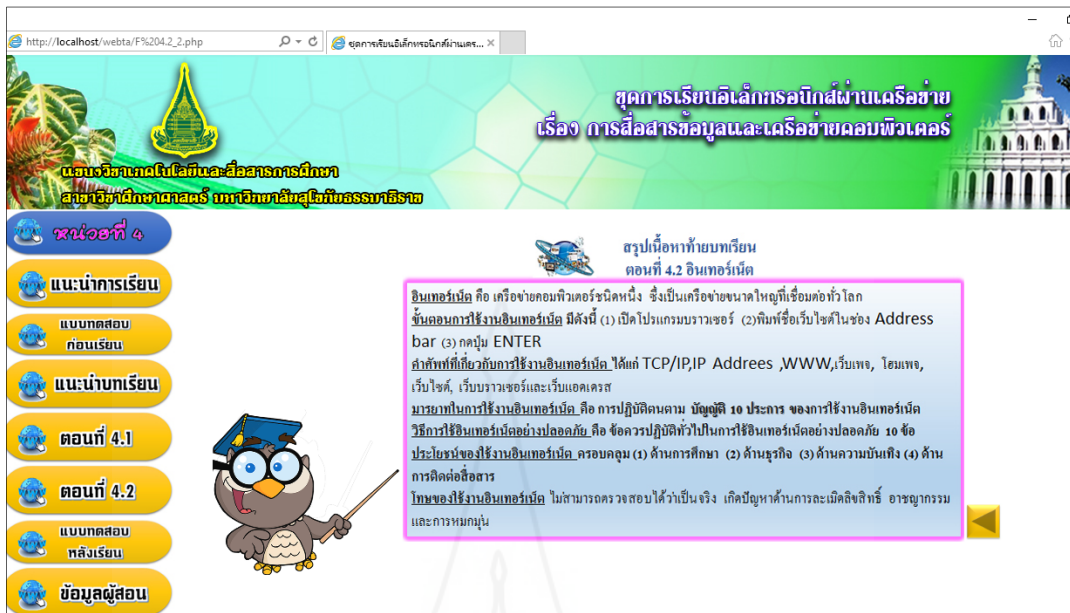 http://localhost/webta/F%204.2_2.php
ชุดการเรียนอิเล็กทรอนิกส์ผ่านเคร...
ชุดการเรียนอิเล็กทรอนิกส์ผ่านเครือข่าย
เรื่อง การสื่อสารข้อมูลและเครือข่ายคอมพิวเตอร์
แขนงวิชาเทคโนโลยีและสื่อสารการศึกษา
สาขาวิชาศึกษาศาสตร์ มหาวิทยาลัยสุโขทัยธรรมาธิราช
หน่วยที่ 4
แนะนำการเรียน
แบบทดสอบ
ก่อนเรียน
แนะนำบทเรียน
ตอนที่ 4.1
ตอนที่ 4.2
แบบทดสอบ
หลังเรียน
ข้อมูลผู้สอน
สรุปเนื้อหาท้ายบทเรียน
ตอนที่ 4.2 อินเทอร์เน็ต
อินเทอร์เน็ต คือ เครือข่ายคอมพิวเตอร์ชนิดหนึ่ง ซึ่งเป็นเครือข่ายขนาดใหญ่ที่เชื่อมต่อทั่วโลก
ขั้นตอนการใช้งานอินเทอร์เน็ต มีดังนี้ (1) เปิดโปรแกรมบราวเซอร์ (2)พิมพ์ชื่อเว็บไซต์ในช่อง Address
bar (3) กดปุ่ม ENTER
คำศัพท์ที่เกี่ยวกับการใช้งานอินเทอร์เน็ต ได้แก่ TCP/IP,IP Addrees ,WWW,เว็บเพจ, โฮมเพจ,
เว็บไซต์, เว็บบราวเซอร์และเว็บแอดเดรส
มารยาทในการใช้งานอินเทอร์เน็ต คือ การปฏิบัติตนตาม บัญญัติ 10 ประการ ของการใช้งานอินเทอร์เน็ต
วิธีการใช้อินเทอร์เน็ตอย่างปลอดภัย คือ ข้อควรปฏิบัติทั่วไปในการใช้อินเทอร์เน็ตอย่างปลอดภัย 10 ข้อ
ประโยชน์ของใช้งานอินเทอร์เน็ต ครอบคลุม (1) ด้านการศึกษา (2) ด้านธุรกิจ (3) ด้านความบันเทิง (4) ด้าน
การติดต่อสื่อสาร
โทษของใช้งานอินเทอร์เน็ต ไม่สามารถตรวจสอบได้ว่าเป็นจริง เกิดปัญหาด้านการละเมิดลิขสิทธิ์ อาชญากรรม
และการหมกมุ่น